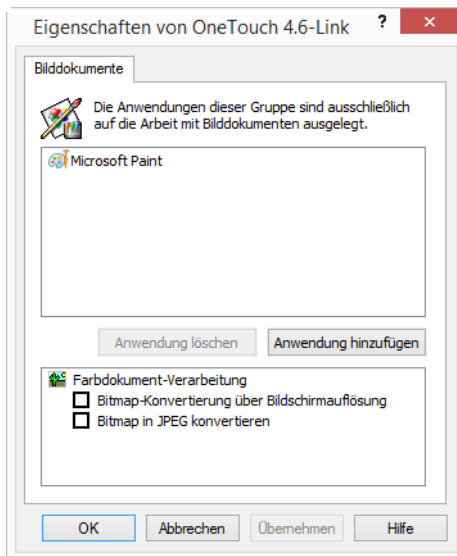 Eigenschaften von OneTouch 4.6-Link ? ×
Bilddokumente
Die Anwendungen dieser Gruppe sind ausschließlich
auf die Arbeit mit Bilddokumenten ausgelegt.
Microsoft Paint
Anwendung löschen Anwendung hinzufügen
Farbdokument-Verarbeitung
Bitmap-Konvertierung über Bildschirmauflösung
Bitmap in JPEG konvertieren
OK Abbrechen Übernehmen Hilfe